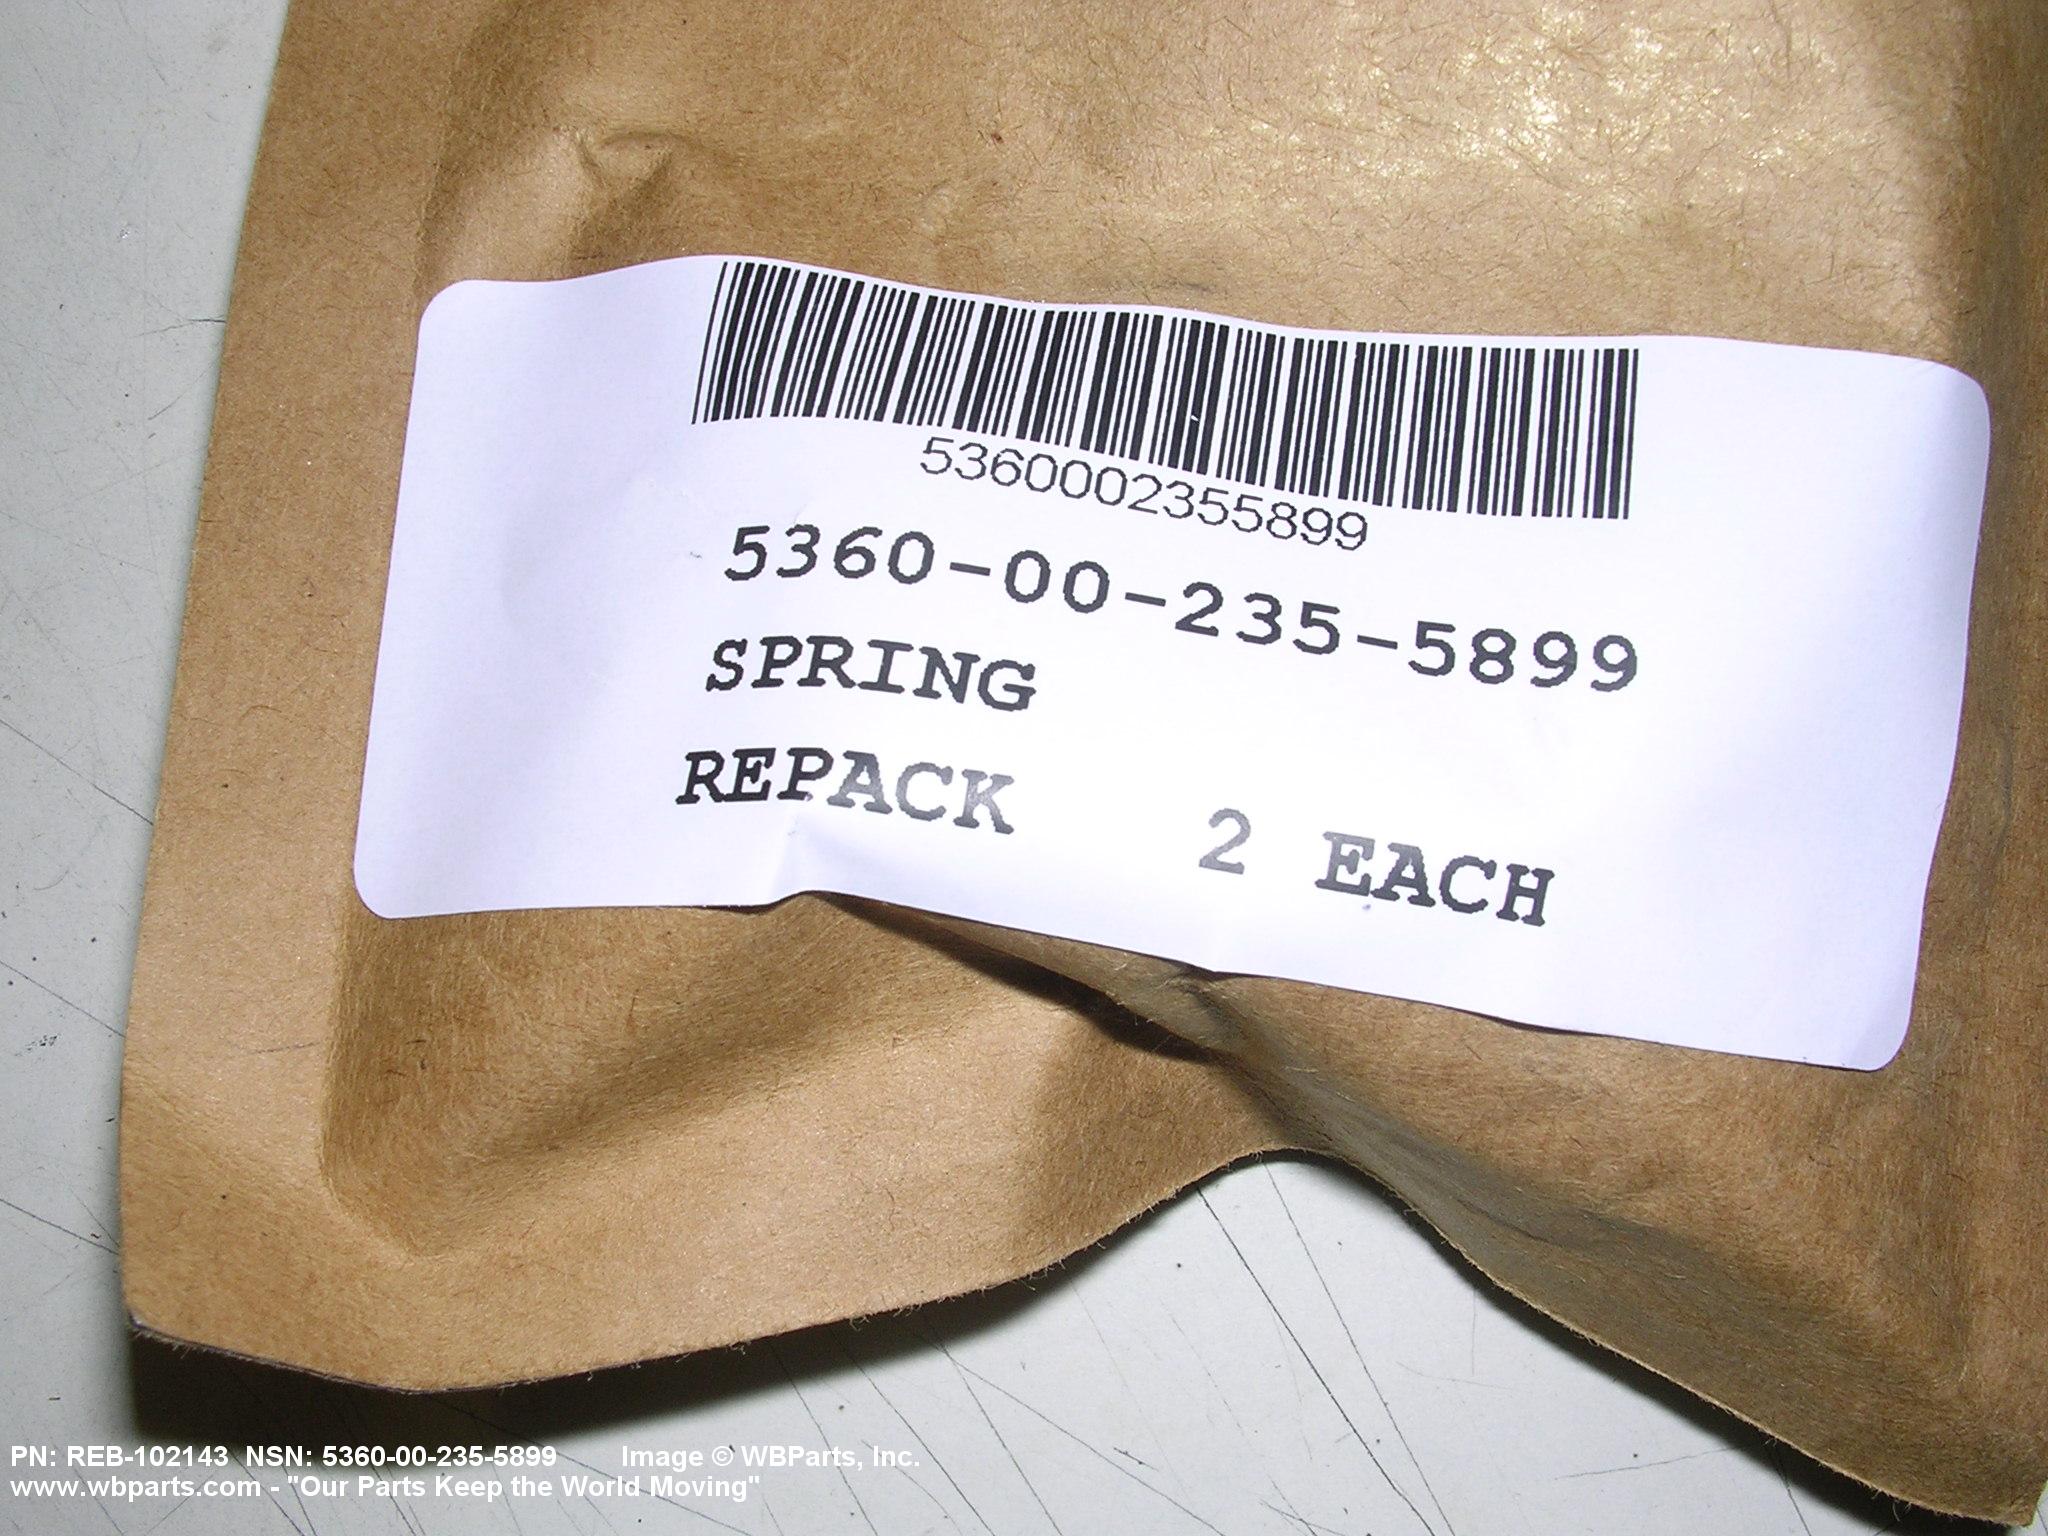 5360002355899
5360-00-235-5899
SPRING
REPACK 2 EACH
PN: REB-102143 NSN: 5360-00-235-5899 Image © WBParts, Inc.
www.wbparts.com - "Our Parts Keep the World Moving"